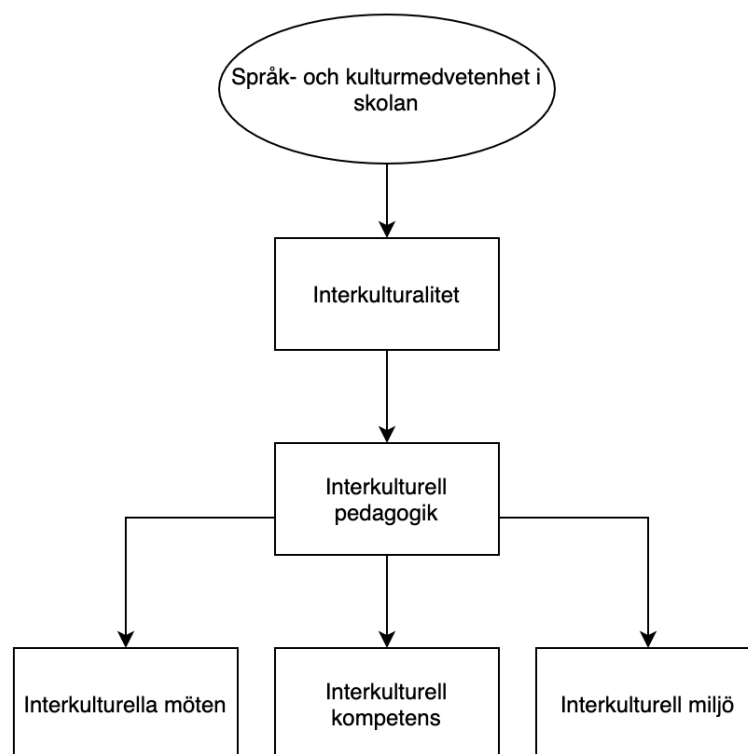 Språk- och kulturmedvetenhet i
skolan
Interkulturalitet
Interkulturell
pedagogik
Interkulturella möten
Interkulturell
kompetens
Interkulturell miljö